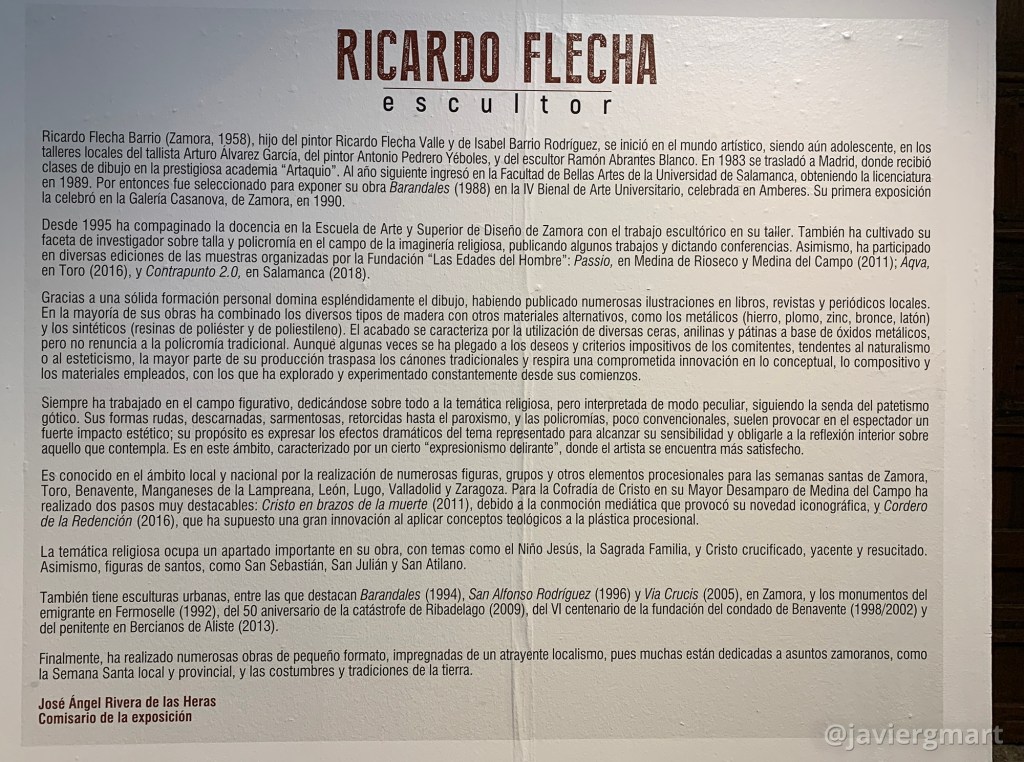 RICARDO FLECHA
escultor
Ricardo Flecha Barrio (Zamora, 1958), hijo del pintor Ricardo Flecha Valle y de Isabel Barrio Rodríguez, se inició en el mundo artístico, siendo aún adolescente, en los
talleres locales del tallista Arturo Álvarez García, del pintor Antonio Pedrero Yéboles, y del escultor Ramón Abrantes Blanco. En 1983 se trasladó a Madrid, donde recibió
clases de dibujo en la prestigiosa academia “Artaquio”. Al año siguiente ingresó en la Facultad de Bellas Artes de la Universidad de Salamanca, obteniendo la licenciatura
en 1989. Por entonces fue seleccionado para exponer su obra Barandales (1988) en la IV Bienal de Arte Universitario, celebrada en Amberes. Su primera exposición
la celebró en la Galería Casanova, de Zamora, en 1990.
Desde 1995 ha compaginado la docencia en la Escuela de Arte y Superior de Diseño de Zamora con el trabajo escultórico en su taller. También ha cultivado su
faceta de investigador sobre talla y policromía en el campo de la imaginería religiosa, publicando algunos trabajos y dictando conferencias. Asimismo, ha participado
en diversas ediciones de las muestras organizadas por la Fundación “Las Edades del Hombre”: Passio, en Medina de Rioseco y Medina del Campo (2011); Aqva,
en Toro (2016), y Contrapunto 2.0, en Salamanca (2018).
Gracias a una sólida formación personal domina espléndidamente el dibujo, habiendo publicado numerosas ilustraciones en libros, revistas y periódicos locales.
En la mayoría de sus obras ha combinado los diversos tipos de madera con otros materiales alternativos, como los metálicos (hierro, plomo, zinc, bronce, latón)
y los sintéticos (resinas de poliéster y de poliestileno). El acabado se caracteriza por la utilización de diversas ceras, anilinas y pátinas a base de óxidos metálicos,
pero no renuncia a la policromía tradicional. Aunque algunas veces se ha plegado a los deseos y criterios impositivos de los comitentes, tendentes al naturalismo
o al esteticismo, la mayor parte de su producción traspasa los cánones tradicionales y respira una comprometida innovación en lo conceptual, lo compositivo y
los materiales empleados, con los que ha explorado y experimentado constantemente desde sus comienzos.
Siempre ha trabajado en el campo figurativo, dedicándose sobre todo a la temática religiosa, pero interpretada de modo peculiar, siguiendo la senda del patetismo
gótico. Sus formas rudas, descarnadas, sarmentosas, retorcidas hasta el paroxismo, y las policromías, poco convencionales, suelen provocar en el espectador un
fuerte impacto estético; su propósito es expresar los efectos dramáticos del tema representado para alcanzar su sensibilidad y obligarle a la reflexión interior sobre
aquello que contempla. Es en este ámbito, caracterizado por un cierto “expresionismo delirante”, donde el artista se encuentra más satisfecho.
Es conocido en el ámbito local y nacional por la realización de numerosas figuras, grupos y otros elementos procesionales para las semanas santas de Zamora,
Toro, Benavente, Manganeses de la Lampreana, León, Lugo, Valladolid y Zaragoza. Para la Cofradía de Cristo en su Mayor Desamparo de Medina del Campo ha
realizado dos pasos muy destacables: Cristo en brazos de la muerte (2011), debido a la conmoción mediática que provocó su novedad iconográfica, y Cordero
de la Redención (2016), que ha supuesto una gran innovación al aplicar conceptos teológicos a la plástica procesional.
La temática religiosa ocupa un apartado importante en su obra, con temas como el Niño Jesús, la Sagrada Familia, y Cristo crucificado, yacente y resucitado.
Asimismo, figuras de santos, como San Sebastián, San Julián y San Atilano.
También tiene esculturas urbanas, entre las que destacan Barandales (1994), San Alfonso Rodríguez (1996) y Via Crucis (2005), en Zamora, y los monumentos del
emigrante en Fermoselle (1992), del 50 aniversario de la catástrofe de Ribadelago (2009), del VI centenario de la fundación del condado de Benavente (1998/2002) y
del penitente en Bercianos de Aliste (2013).
Finalmente, ha realizado numerosas obras de pequeño formato, impregnadas de un atrayente localismo, pues muchas están dedicadas a asuntos zamoranos, como
la Semana Santa local y provincial, y las costumbres y tradiciones de la tierra.
José Ángel Rivera de las Heras
Comisario de la exposición
@javiergmart